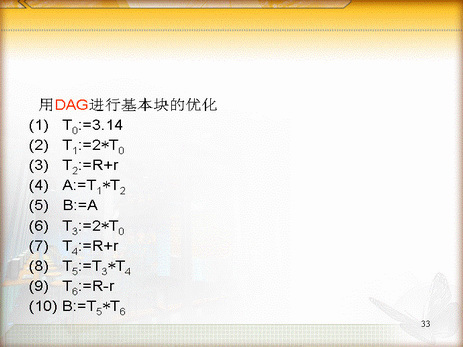 用DAG进行基本块的优化
(1) T₀:=3.14
(2) T₁:=2*T₀
(3) T₂:=R+r
(4) A:=T₁*T₂
(5) B:=A
(6) T₃:=2*T₀
(7) T₄:=R+r
(8) T₅:=T₃*T₄
(9) T₆:=R-r
(10) B:=T₅*T₆
33